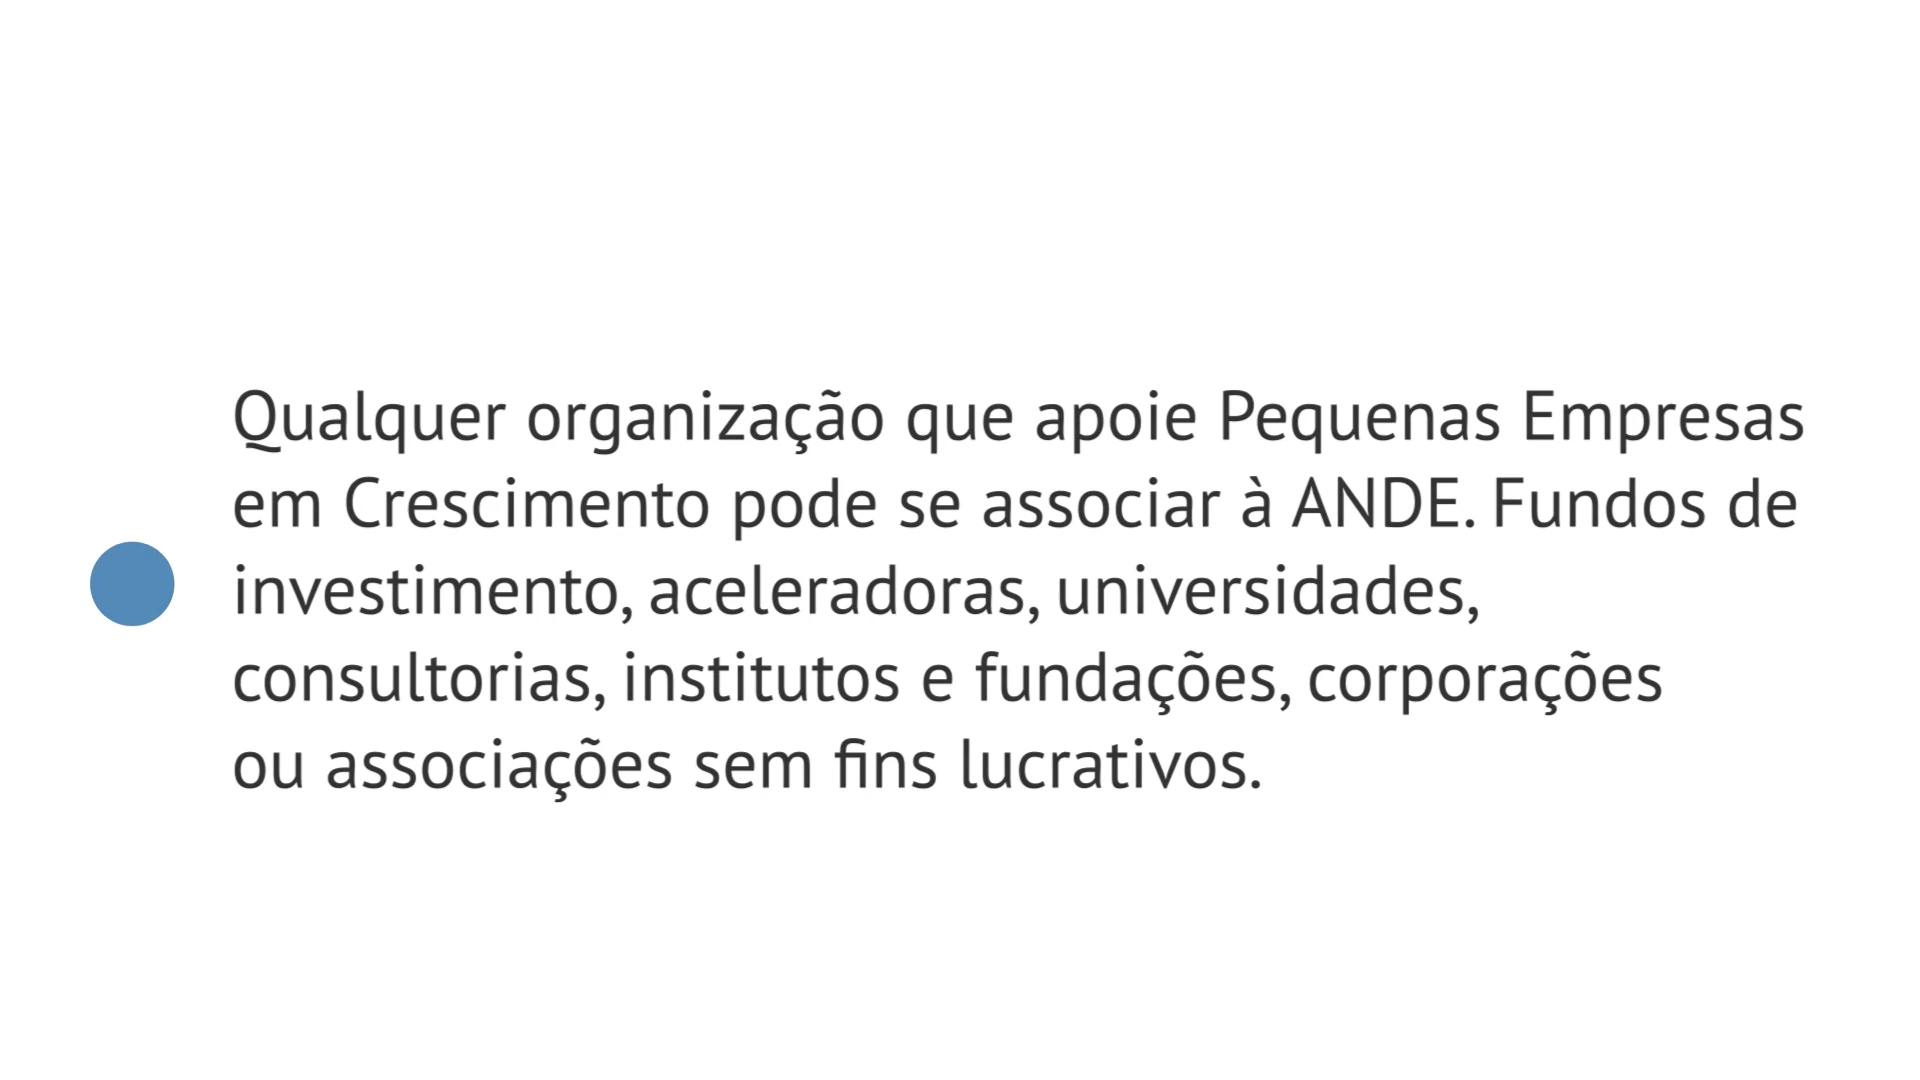 Qualquer organização que apoie Pequenas Empresas
em Crescimento pode se associar à ANDE. Fundos de
investimento, aceleradoras, universidades,
consultorias, institutos e fundações, corporações
ou associações sem fins lucrativos.